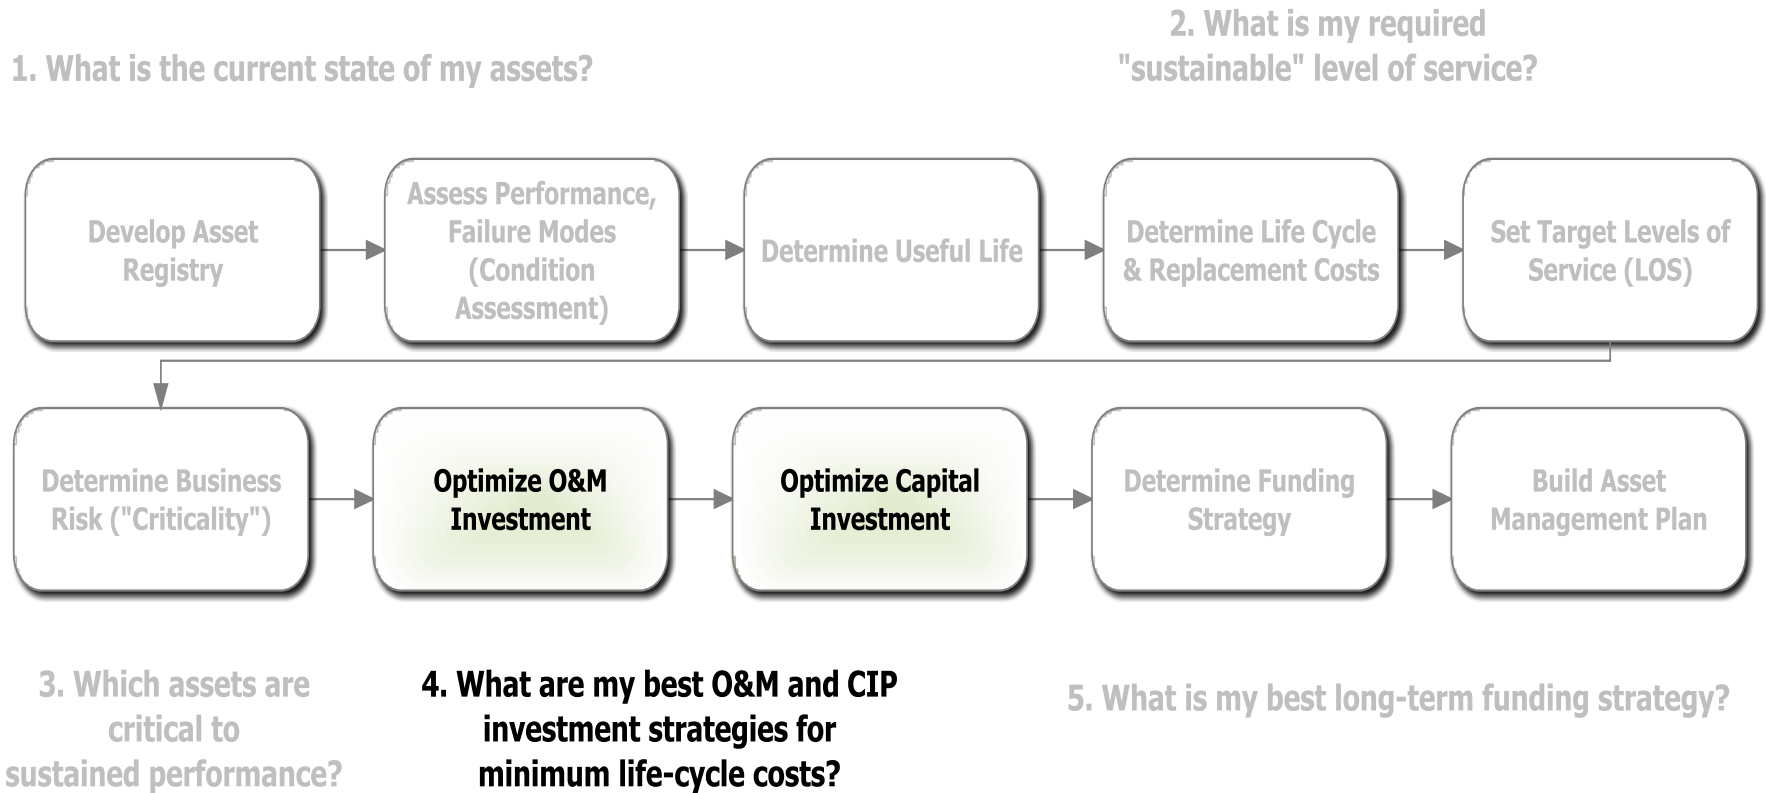 1. What is the current state of my assets?
2. What is my required
"sustainable" level of service?
Develop Asset
Registry
Assess Performance,
Failure Modes
(Condition
Assessment)
Determine Useful Life
Determine Life Cycle
& Replacement Costs
Set Target Levels of
Service (LOS)
Determine Business
Risk ("Criticality")
Optimize O&M
Investment
Optimize Capital
Investment
Determine Funding
Strategy
Build Asset
Management Plan
3. Which assets are
critical to
sustained performance?
4. What are my best O&M and CIP
investment strategies for
minimum life-cycle costs?
5. What is my best long-term funding strategy?